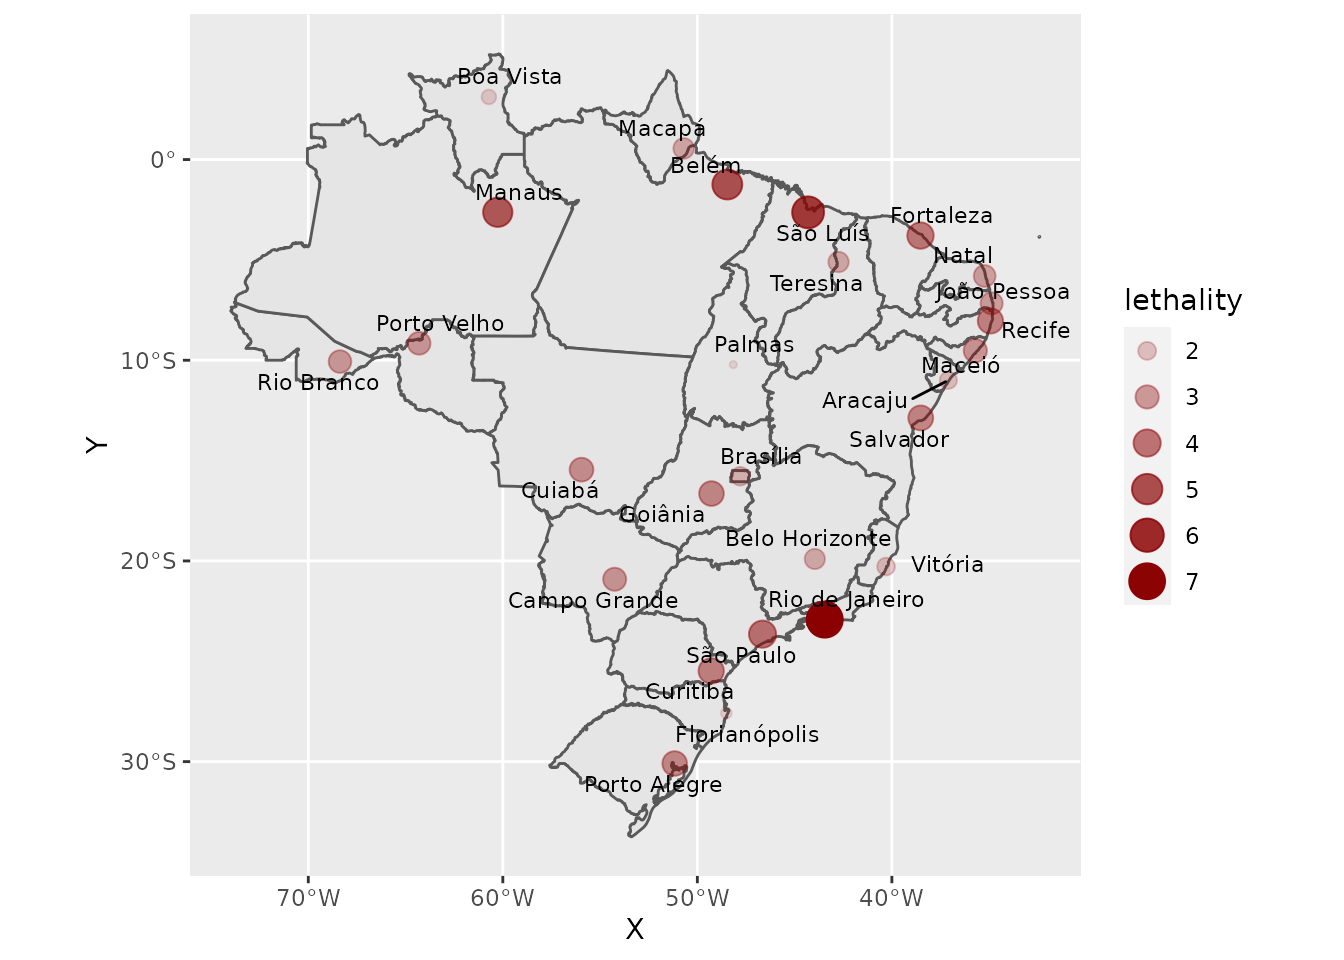 Boa Vista
Macapá
Belém
Manaus
Fortaleza
São Luís
Natal
Teresina
João Pessoa
Porto Velho
Recife
Palmas
Maceió
Rio Branco
Aracaju
Salvador
Brasília
Cuiabá
Goiânia
Belo Horizonte
Vitória
Campo Grande
Rio de Janeiro
São Paulo
Curitiba
Florianópolis
Porto Alegre
0°
10°S
20°S
30°S
Y
70°W
60°W
50°W
40°W
X
lethality
2
3
4
5
6
7